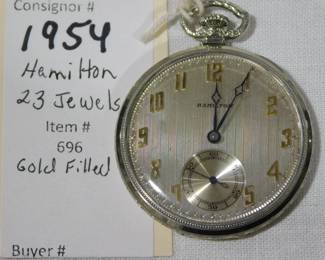 Consignor #
1954
Hamilton
23 Jewels
Item #
696
Gold Filled
Buyer #
12
1
2
3
4
5
7
8
9
10
11
HAMILTON